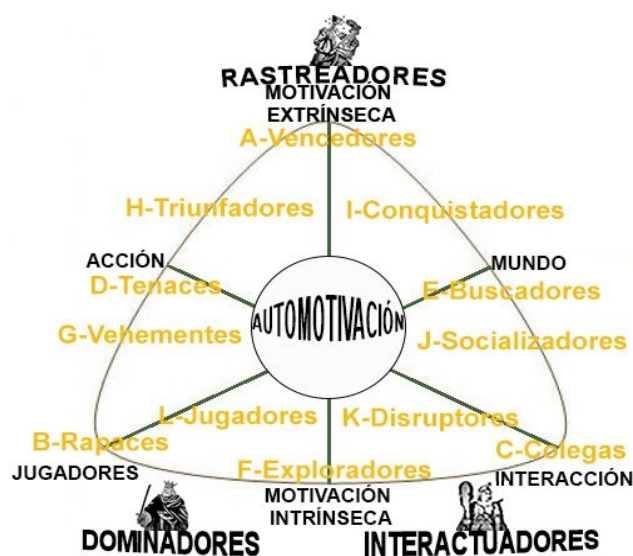 RASTREADORES
MOTIVACIÓN
EXTRÍNSECA
A-Vencedores
H-Triunfadores
I-Conquistadores
ACCIÓN
MUNDO
D-Tenaces
E-Buscadores
AUTOMOTIVACIÓN
G-Vehementes
J-Socializadores
L-Jugadores
K-Disruptores
B-Rapaces
C-Colegas
JUGADORES
F-Exploradores
INTERACCIÓN
MOTIVACIÓN
INTRÍNSECA
DOMINADORES
INTERACTUADORES